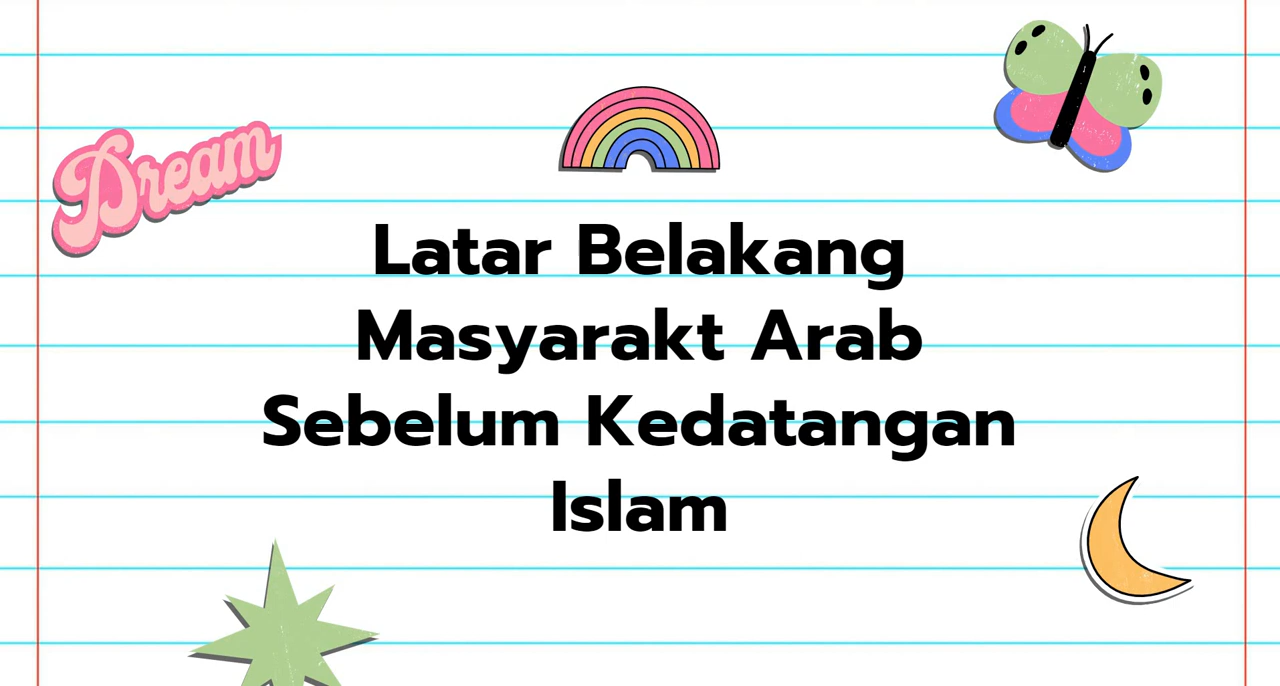 Dream
Latar Belakang
Masyarakt Arab
Sebelum Kedatangan
Islam